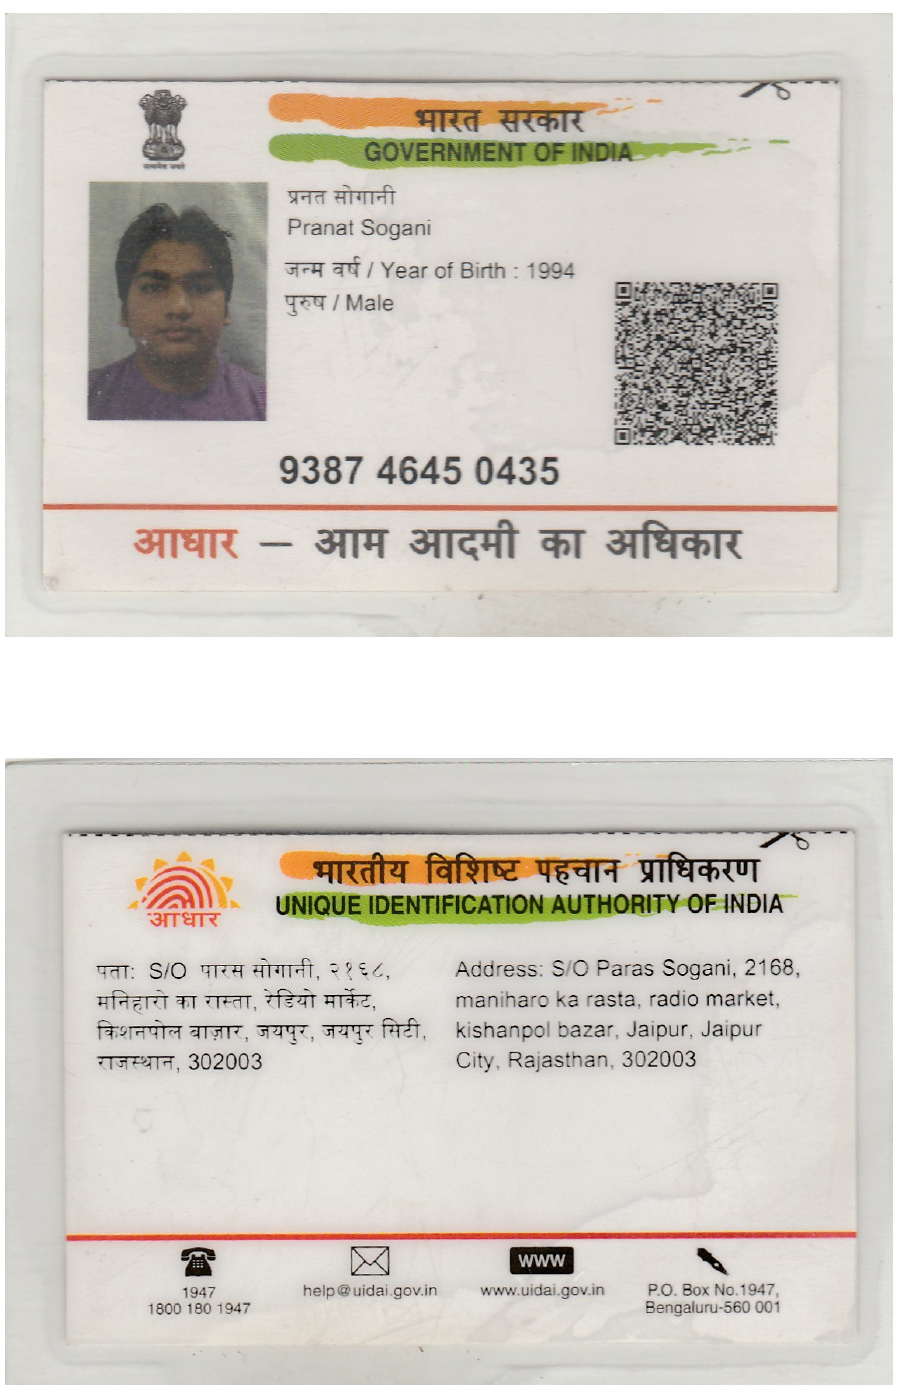 भारत सरकार
GOVERNMENT OF INDIA
सत्यमेव जयते
प्रनत सोगानी
Pranat Sogani
जन्म वर्ष / Year of Birth : 1994
पुरुष / Male
9387 4645 0435
आधार – आम आदमी का अधिकार
भारतीय विशिष्ट पहचान प्राधिकरण
UNIQUE IDENTIFICATION AUTHORITY OF INDIA
आधार
पता: S/O पारस सोगानी, २१६८,
मनिहारो का रास्ता, रेडियो मार्केट,
किशनपोल बाज़ार, जयपुर, जयपुर सिटी,
राजस्थान, 302003
Address: S/O Paras Sogani, 2168,
maniharo ka rasta, radio market,
kishanpol bazar, Jaipur, Jaipur
City, Rajasthan, 302003
1947
1800 180 1947
help@uidai.gov.in
www
www.uidai.gov.in
P.O. Box No.1947,
Bengaluru-560 001